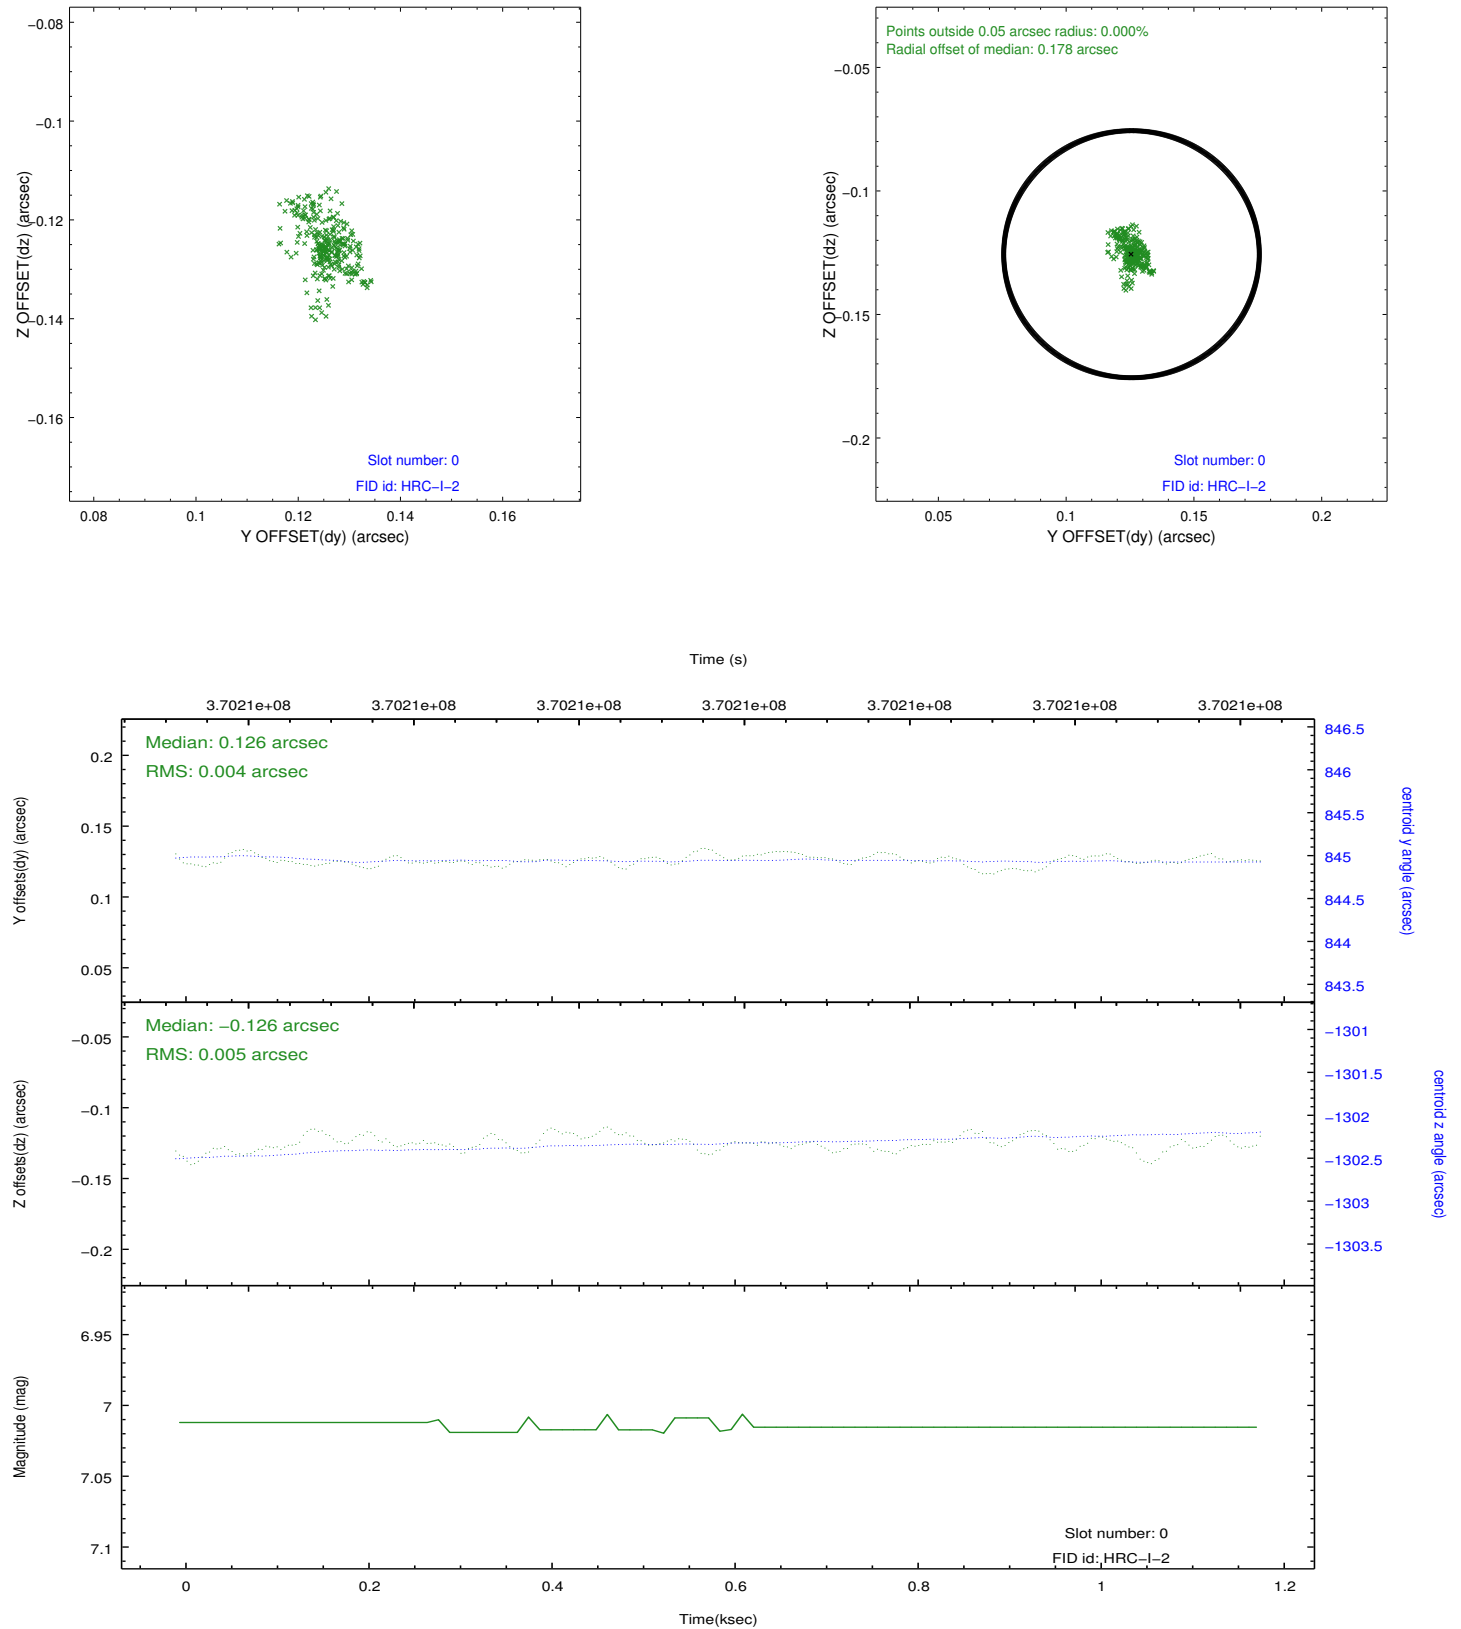 −0.08
−0.1
−0.12
−0.14
−0.16
Z OFFSET(dz) (arcsec)
Slot number: 0
FID id: HRC−I−2
0.08 0.1 0.12 0.14 0.16
Y OFFSET(dy) (arcsec)
Points outside 0.05 arcsec radius: 0.000%
Radial offset of median: 0.178 arcsec
−0.05
−0.1
−0.15
−0.2
Z OFFSET(dz) (arcsec)
Slot number: 0
FID id: HRC−I−2
0.05 0.1 0.15 0.2
Y OFFSET(dy) (arcsec)
Time (s)
3.7021e+08 3.7021e+08 3.7021e+08 3.7021e+08 3.7021e+08 3.7021e+08 3.7021e+08
Median: 0.126 arcsec
RMS: 0.004 arcsec
0.2
0.15
0.1
0.05
Y offsets(dy) (arcsec)
846.5
846
845.5
845
844.5
844
843.5
centroid y angle (arcsec)
Median: −0.126 arcsec
RMS: 0.005 arcsec
−0.05
−0.1
−0.15
−0.2
Z offsets(dz) (arcsec)
−1301
−1301.5
−1302
−1302.5
−1303
−1303.5
centroid z angle (arcsec)
6.95
7
7.05
7.1
Magnitude (mag)
Slot number: 0
FID id: HRC−I−2
0 0.2 0.4 0.6 0.8 1 1.2
Time(ksec)